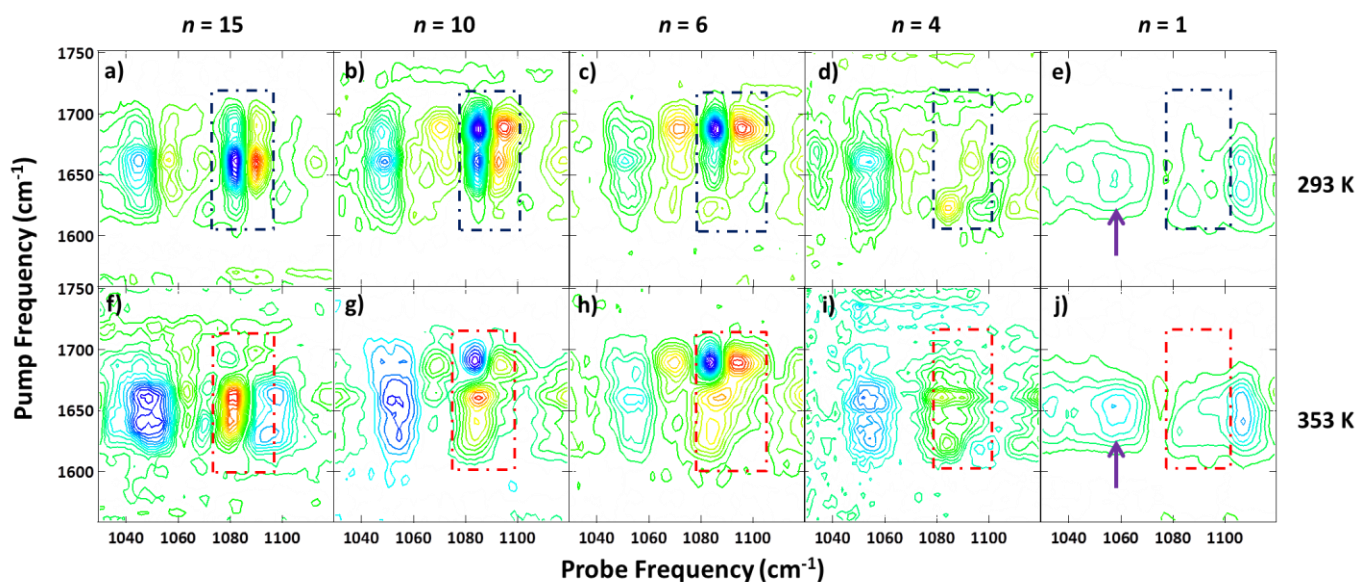 n = 15 n = 10 n = 6 n = 4 n = 1
1750
1700
1650
1600
a) b) c) d) e)
293 K
1750
1700
1650
1600
f) g) h) i) j)
353 K
1040 1060 1080 1100 1040 1060 1080 1100 1040 1060 1080 1100 1040 1060 1080 1100 1040 1060 1080 1100
Pump Frequency (cm⁻¹)
Probe Frequency (cm⁻¹)